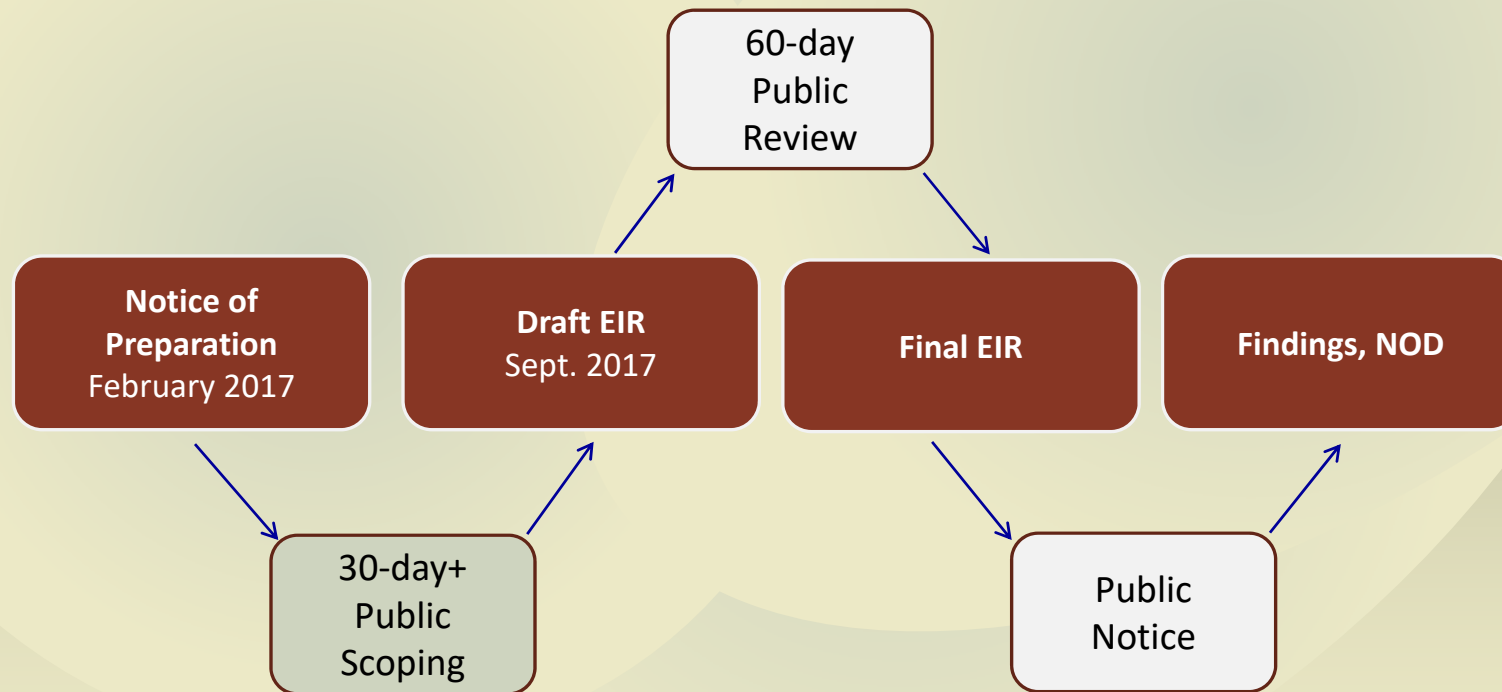 60-day
Public
Review
Notice of
Preparation
February 2017
Draft EIR
Sept. 2017
Final EIR
Findings, NOD
30-day+
Public
Scoping
Public
Notice